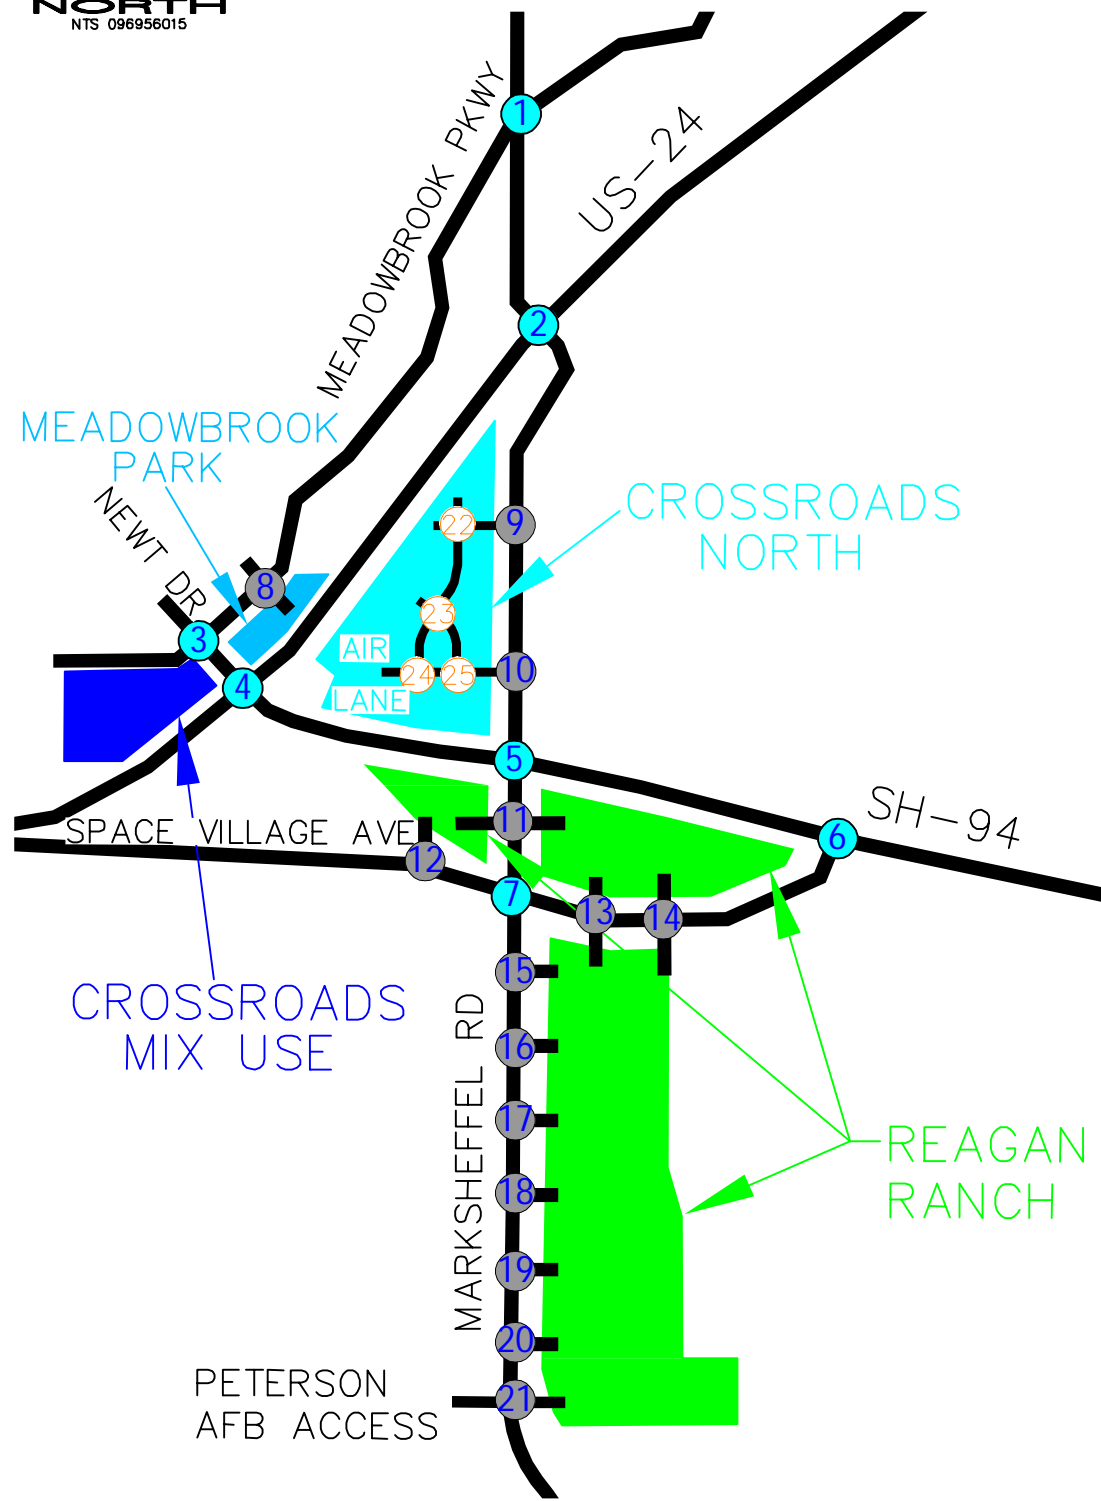 NORTH
NTS 096956015
1
MEADOWBROOK PKWY
US-24
2
MEADOWBROOK
PARK
NEWT DR
CROSSROADS
NORTH
22
9
8
23
3
AIR
LANE
24
25
10
4
5
SH-94
11
6
SPACE VILLAGE AVE
12
7
13
14
15
CROSSROADS
MIX USE
MARKSHEFFEL RD
16
17
REAGAN
RANCH
18
19
20
PETERSON
AFB ACCESS
21